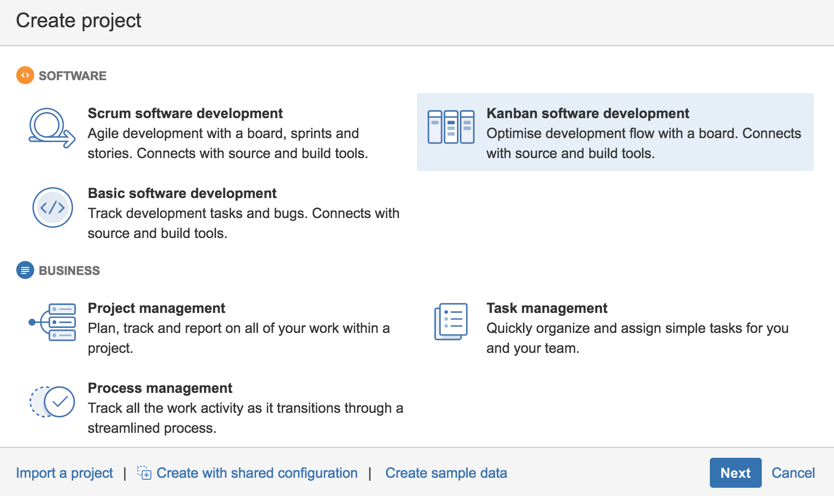 Create project
SOFTWARE
Scrum software development
Agile development with a board, sprints and
stories. Connects with source and build tools.
Kanban software development
Optimise development flow with a board. Connects
with source and build tools.
Basic software development
Track development tasks and bugs. Connects with
source and build tools.
BUSINESS
Project management
Plan, track and report on all of your work within a
project.
Task management
Quickly organize and assign simple tasks for you
and your team.
Process management
Track all the work activity as it transitions through a
streamlined process.
Import a project | Create with shared configuration | Create sample data Next Cancel